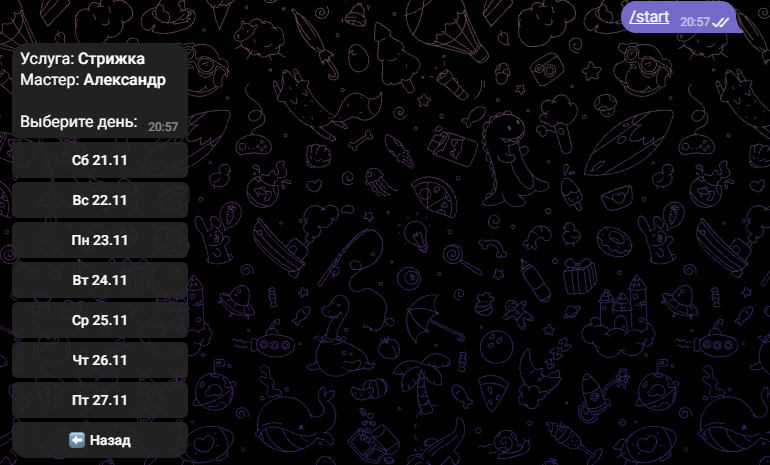 /start 20:57
Услуга: Стрижка
Мастер: Александр
Выберите день: 20:57
Сб 21.11
Вс 22.11
Пн 23.11
Вт 24.11
Ср 25.11
Чт 26.11
Пт 27.11
⬅️ Назад